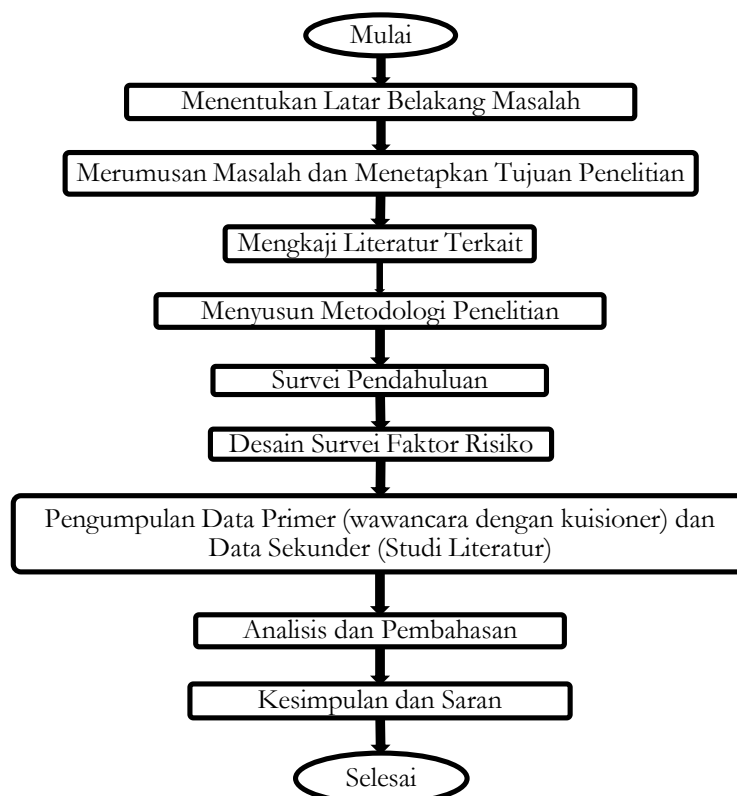 Mulai
Menentukan Latar Belakang Masalah
Merumusan Masalah dan Menetapkan Tujuan Penelitian
Mengkaji Literatur Terkait
Menyusun Metodologi Penelitian
Survei Pendahuluan
Desain Survei Faktor Risiko
Pengumpulan Data Primer (wawancara dengan kuisioner) dan
Data Sekunder (Studi Literatur)
Analisis dan Pembahasan
Kesimpulan dan Saran
Selesai